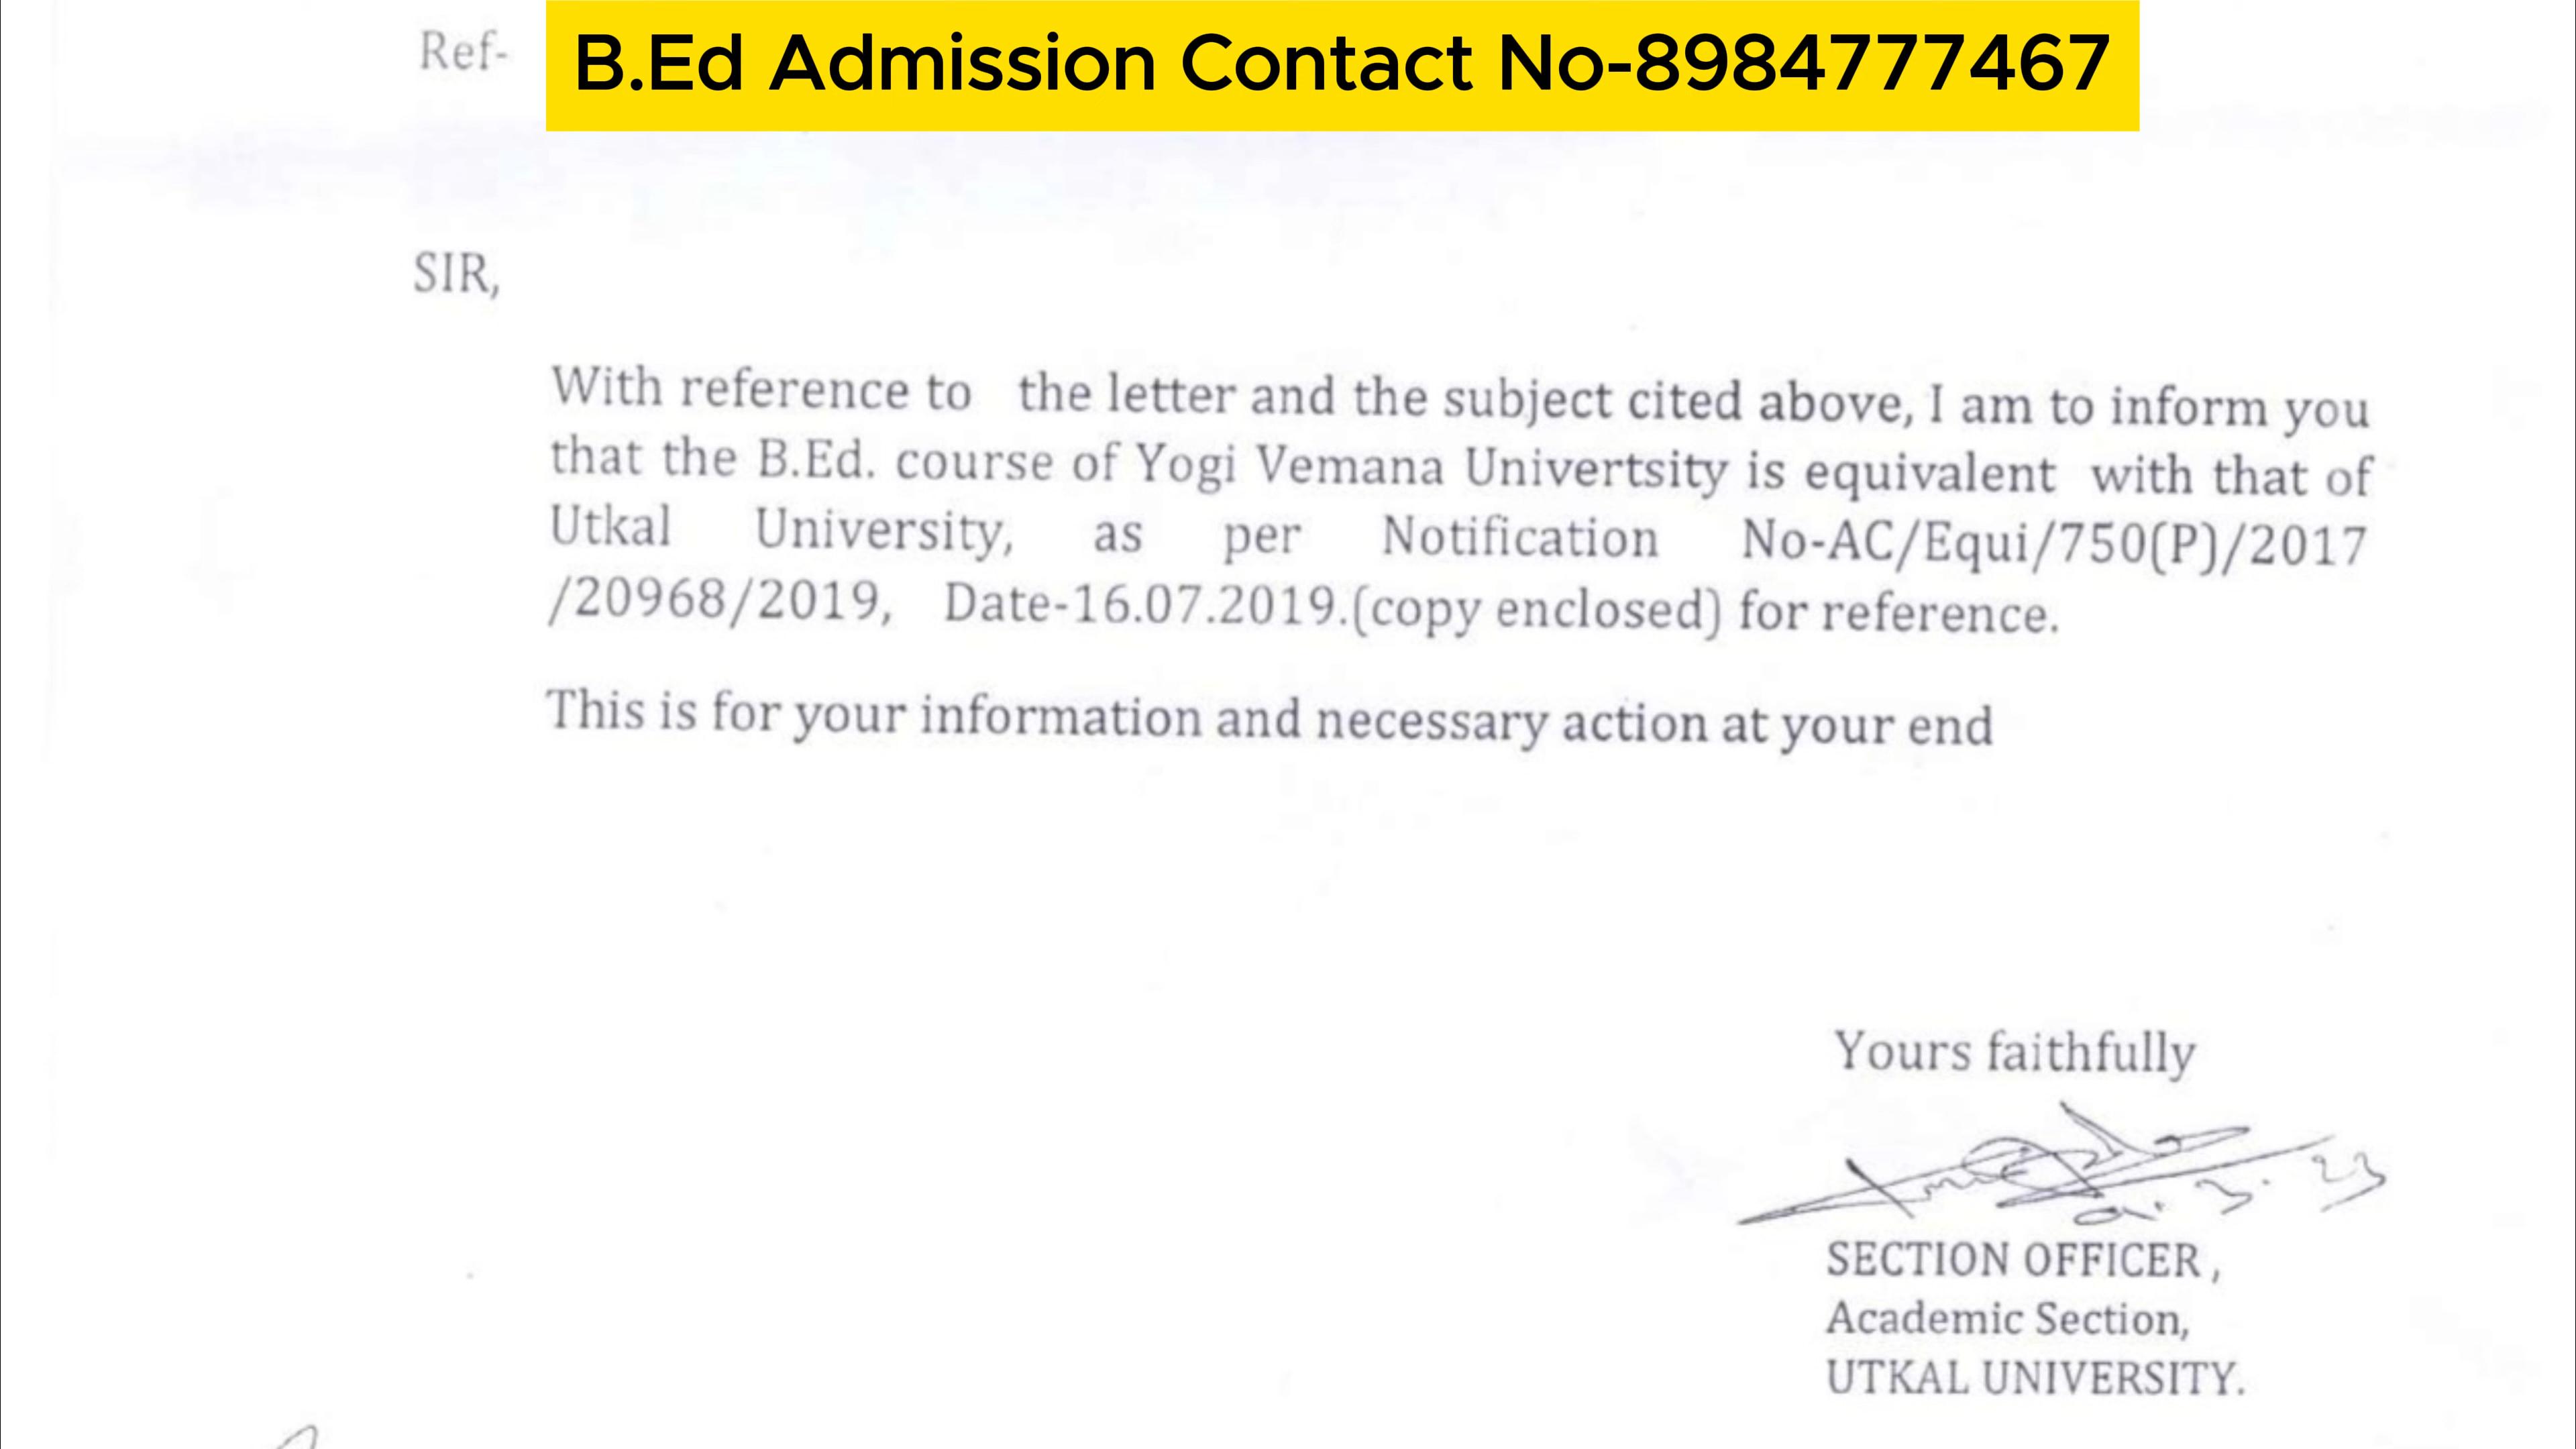 Ref-
B.Ed Admission Contact No-8984777467
SIR,
With reference to the letter and the subject cited above, I am to inform you
that the B.Ed. course of Yogi Vemana Univertsity is equivalent with that of
Utkal University, as per Notification No-AC/Equi/750(P)/2017
/20968/2019, Date-16.07.2019.(copy enclosed) for reference.
This is for your information and necessary action at your end
Yours faithfully
SECTION OFFICER,
Academic Section,
UTKAL UNIVERSITY.